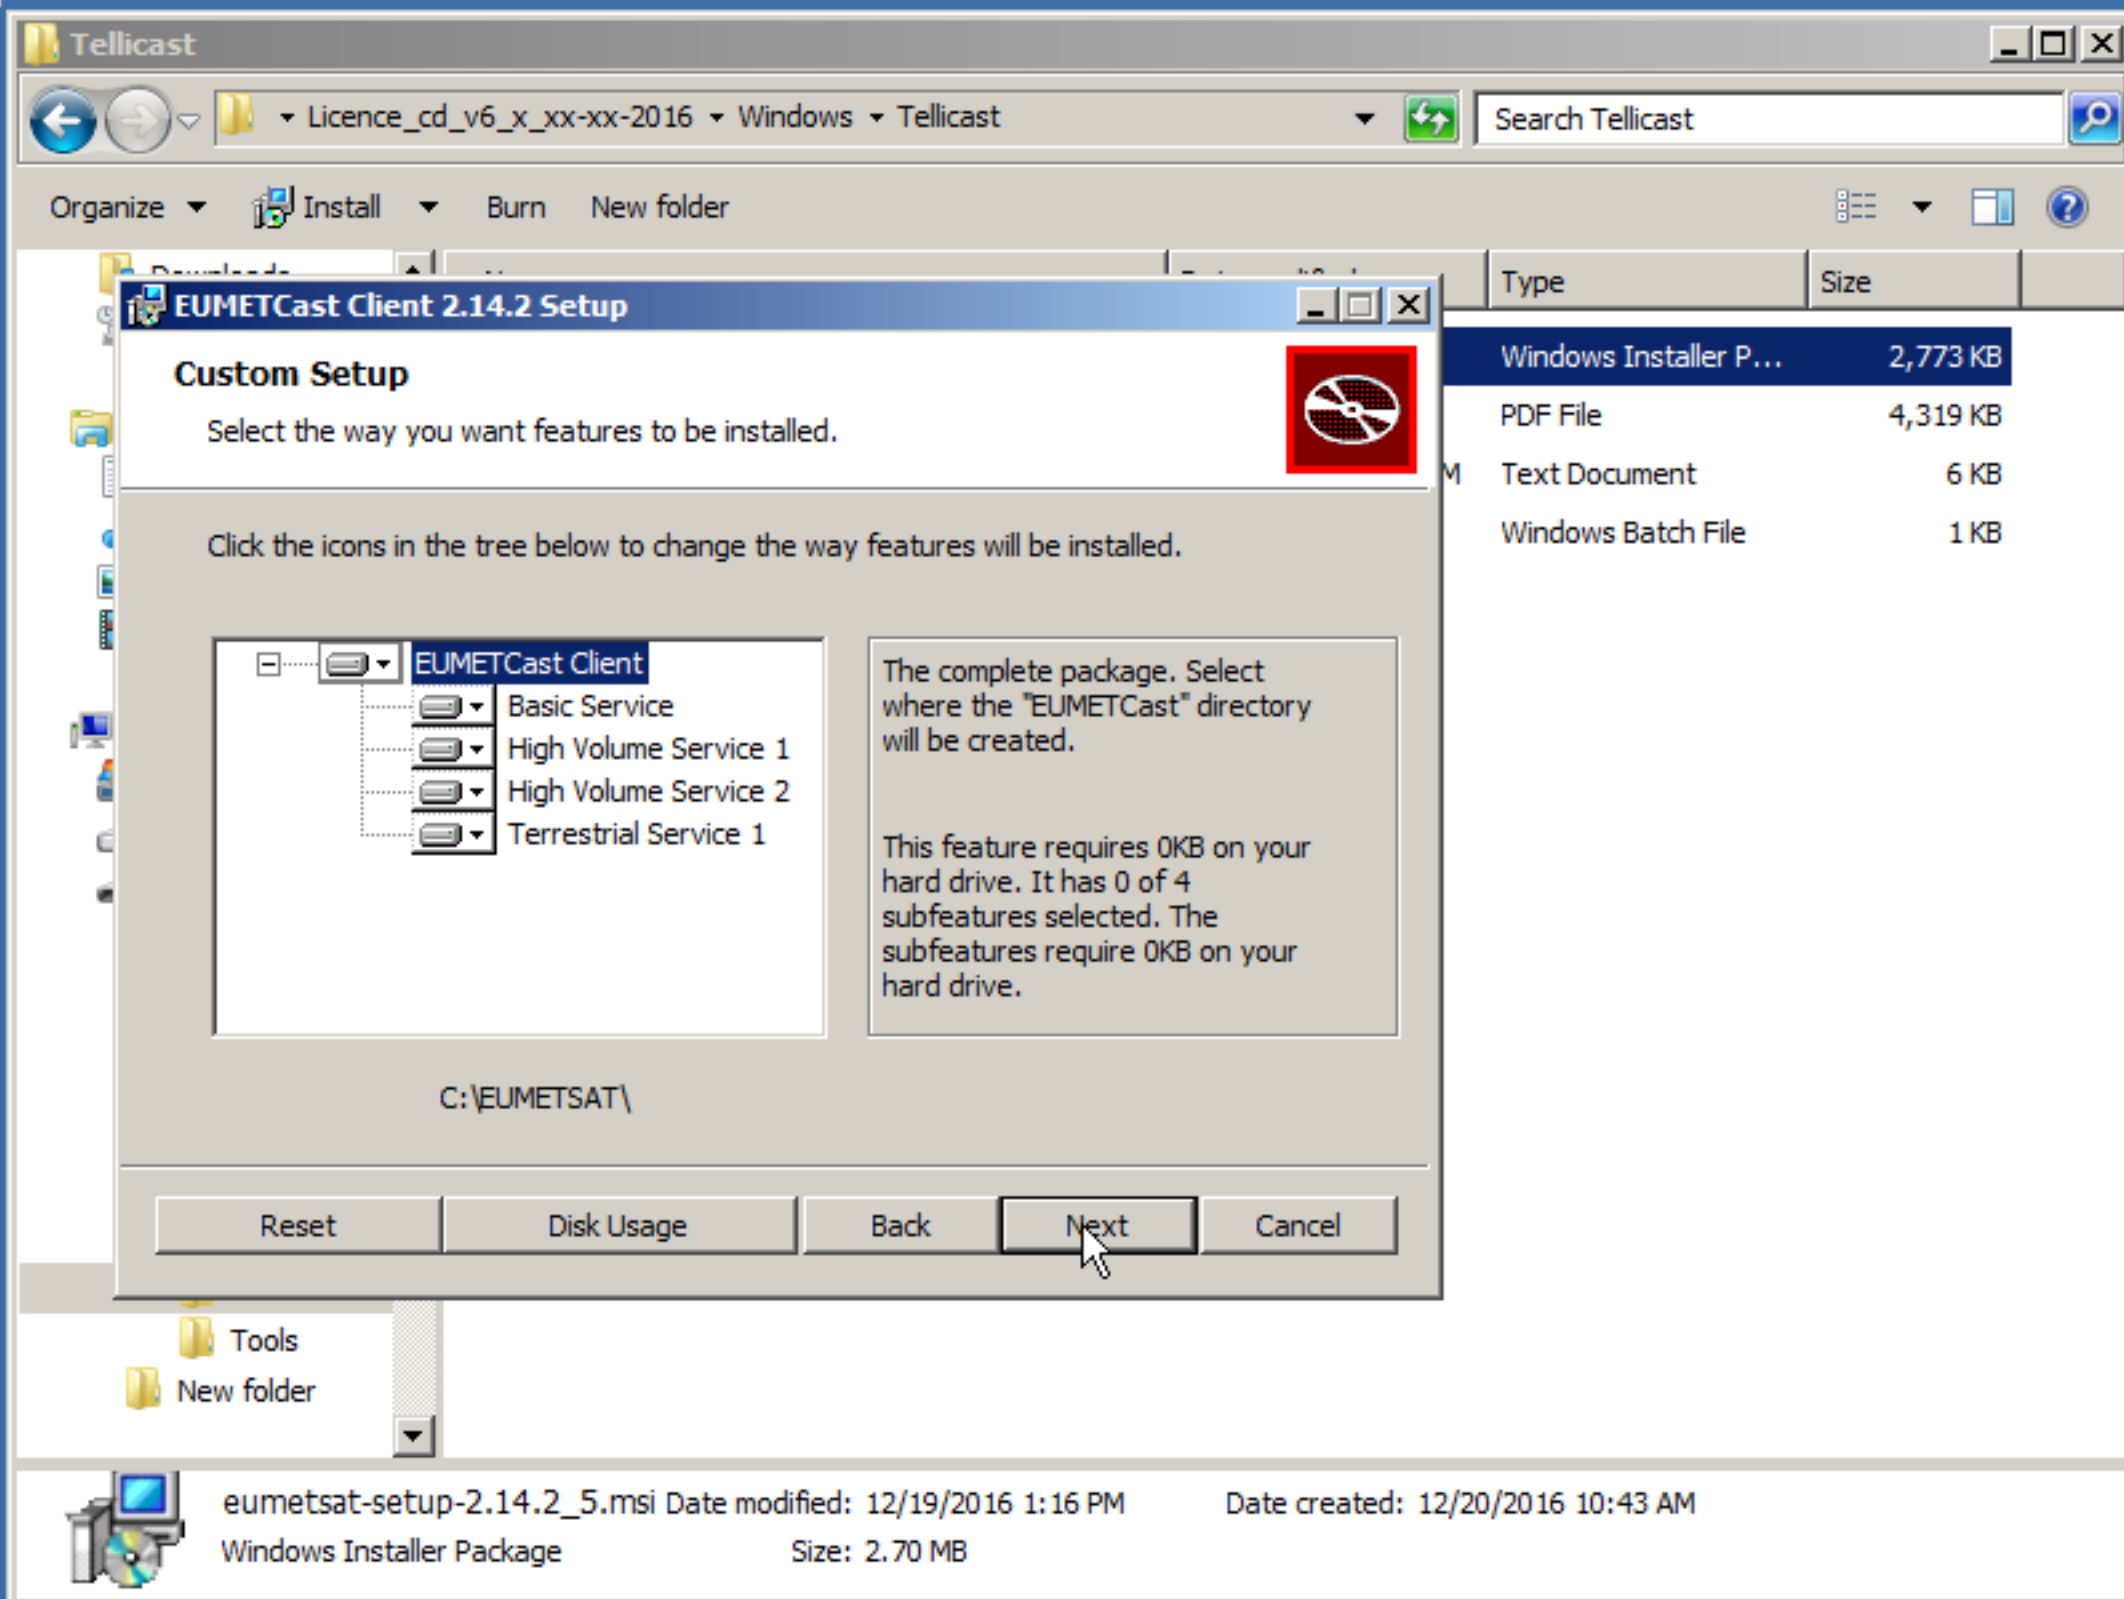 Tellicast
Licence_cd_v6_x_xx-xx-2016 Windows Tellicast
Search Tellicast
Organize Install Burn New folder
Type Size
EUMETCast Client 2.14.2 Setup
Custom Setup
Select the way you want features to be installed.
Windows Installer P... 2,773 KB
PDF File 4,319 KB
M Text Document 6 KB
Windows Batch File 1 KB
Click the icons in the tree below to change the way features will be installed.
EUMETCast Client
Basic Service
High Volume Service 1
High Volume Service 2
Terrestrial Service 1
The complete package. Select
where the "EUMETCast" directory
will be created.
This feature requires 0KB on your
hard drive. It has 0 of 4
subfeatures selected. The
subfeatures require 0KB on your
hard drive.
C:\EUMETSAT\
Reset Disk Usage Back Next Cancel
Tools
New folder
eumetsat-setup-2.14.2_5.msi Date modified: 12/19/2016 1:16 PM Date created: 12/20/2016 10:43 AM
Windows Installer Package Size: 2.70 MB